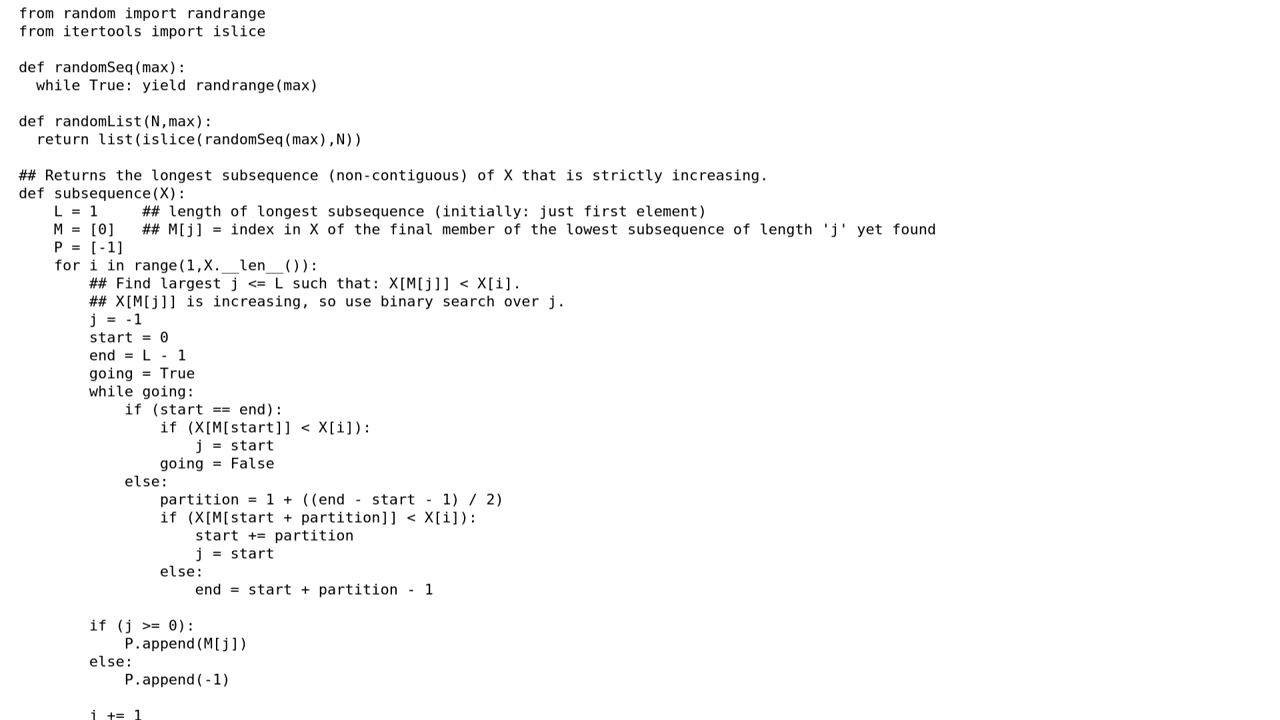 from random import randrange
from itertools import islice

def randomSeq(max):
  while True: yield randrange(max)

def randomList(N,max):
  return list(islice(randomSeq(max),N))

## Returns the longest subsequence (non-contiguous) of X that is strictly increasing.
def subsequence(X):
    L = 1     ## length of longest subsequence (initially: just first element)
    M = [0]   ## M[j] = index in X of the final member of the lowest subsequence of length 'j' yet found
    P = [-1]
    for i in range(1,X.__len__()):
        ## Find largest j <= L such that: X[M[j]] < X[i].
        ## X[M[j]] is increasing, so use binary search over j.
        j = -1
        start = 0
        end = L - 1
        going = True
        while going:
            if (start == end):
                if (X[M[start]] < X[i]):
                    j = start
                going = False
            else:
                partition = 1 + ((end - start - 1) / 2)
                if (X[M[start + partition]] < X[i]):
                    start += partition
                    j = start
                else:
                    end = start + partition - 1

        if (j >= 0):
            P.append(M[j])
        else:
            P.append(-1)

        j += 1